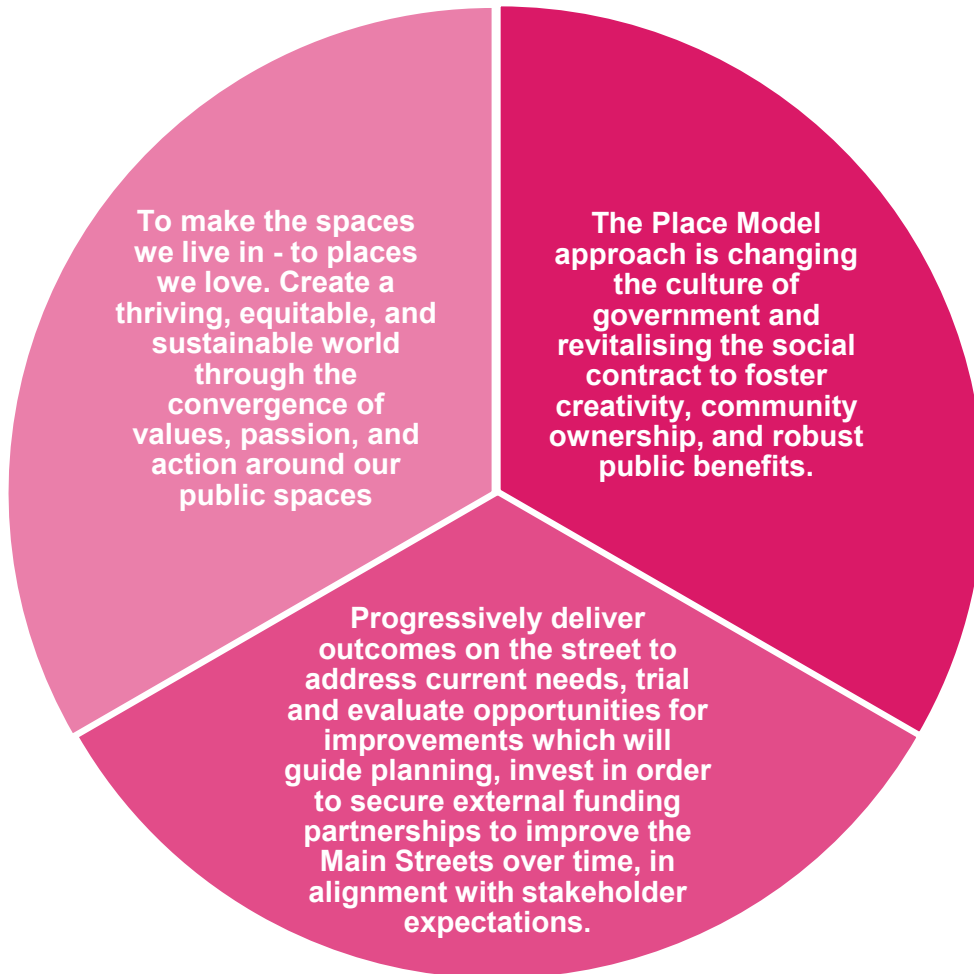 To make the spaces
we live in - to places
we love. Create a
thriving, equitable, and
sustainable world
through the
convergence of
values, passion, and
action around our
public spaces
The Place Model
approach is changing
the culture of
government and
revitalising the social
contract to foster
creativity, community
ownership, and robust
public benefits.
Progressively deliver
outcomes on the street to
address current needs, trial
and evaluate opportunities for
improvements which will
guide planning, invest in order
to secure external funding
partnerships to improve the
Main Streets over time, in
alignment with stakeholder
expectations.